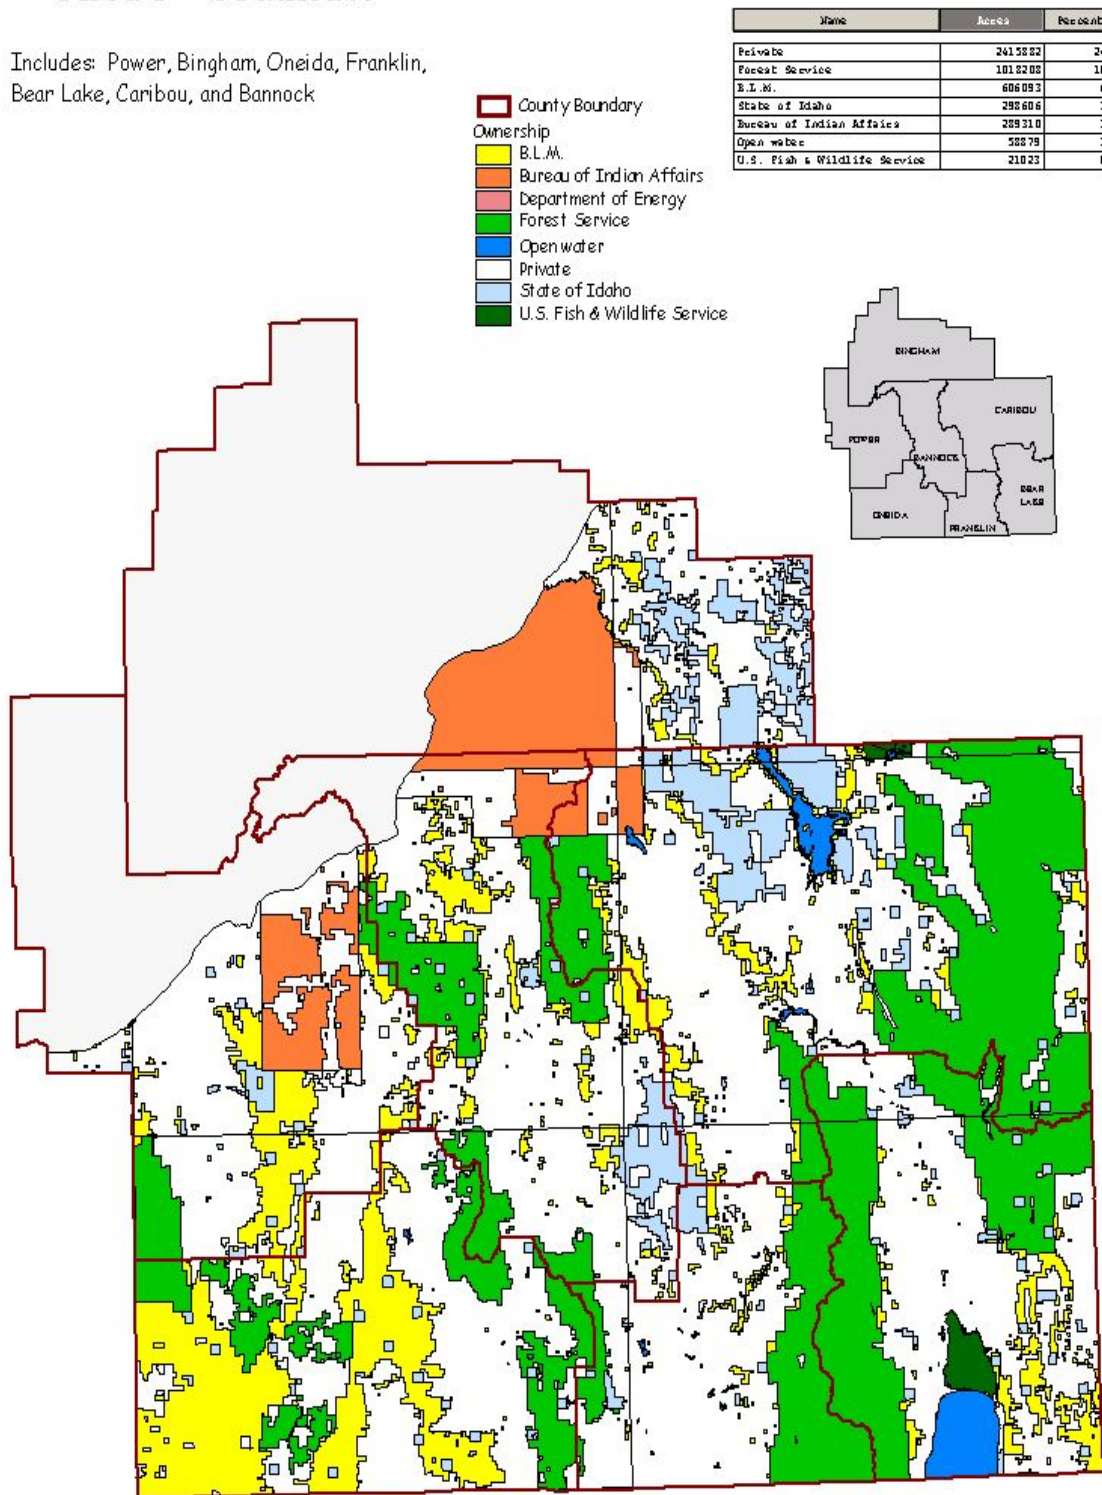 Includes: Power, Bingham, Oneida, Franklin,
Bear Lake, Caribou, and Bannock
Name Acres Percent
Private 2415882
Forest Service 1018208
B.L.M. 606093
State of Idaho 298606
Bureau of Indian Affairs 289310
Open water 58879
U.S. Fish & Wildlife Service 21023
County Boundary
Ownership
B.L.M.
Bureau of Indian Affairs
Department of Energy
Forest Service
Open water
Private
State of Idaho
U.S. Fish & Wildlife Service
BINGHAM
CARIBOU
POWER
BANNOCK
BEAR
LAKE
ONEIDA
FRANKLIN